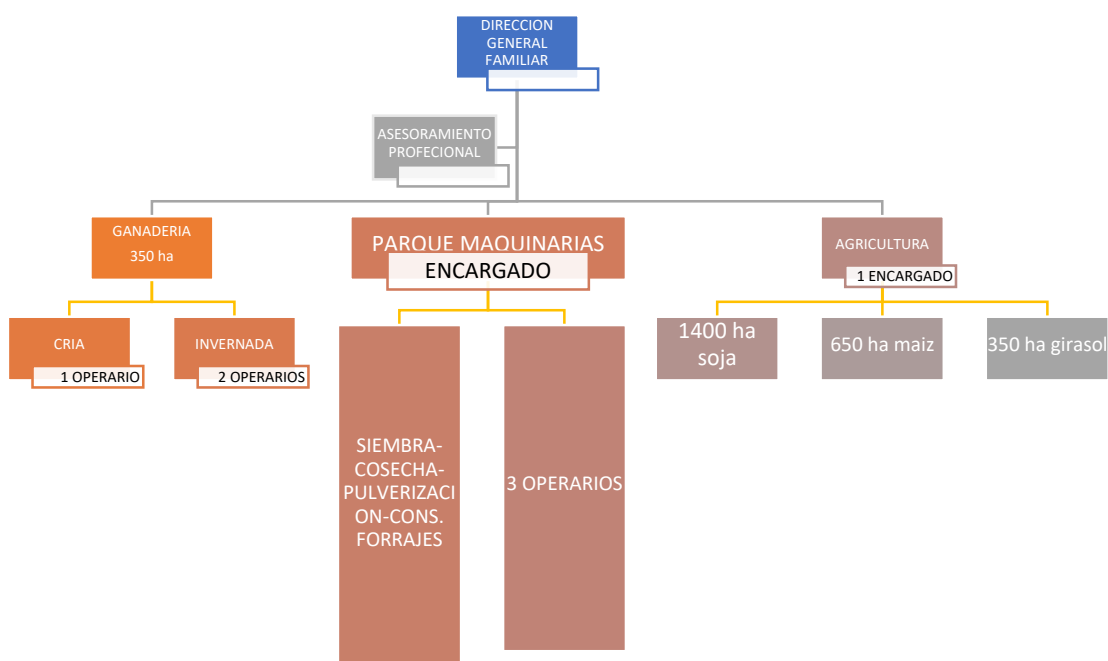 DIRECCION
GENERAL
FAMILIAR
ASESORAMIENTO
PROFECIONAL
GANADERIA
350 ha
PARQUE MAQUINARIAS
ENCARGADO
AGRICULTURA
1 ENCARGADO
CRIA
1 OPERARIO
INVERNADA
2 OPERARIOS
SIEMBRA-
COSECHA-
PULVERIZACI
ON-CONS.
FORRAJES
3 OPERARIOS
1400 ha
soja
650 ha maiz
350 ha girasol